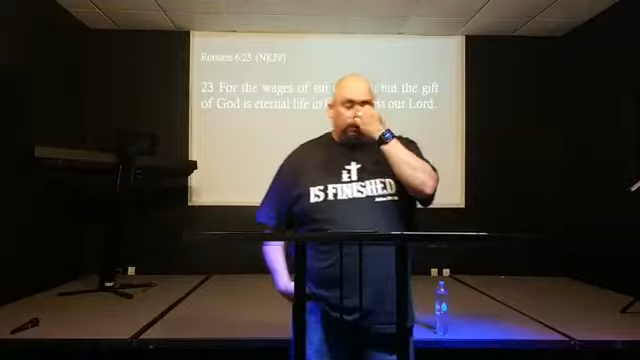 Romans 6:23 (NKJV)
23 For the wages of sin but the gift
of God is eternal life in our Lord.
IS FINISHED